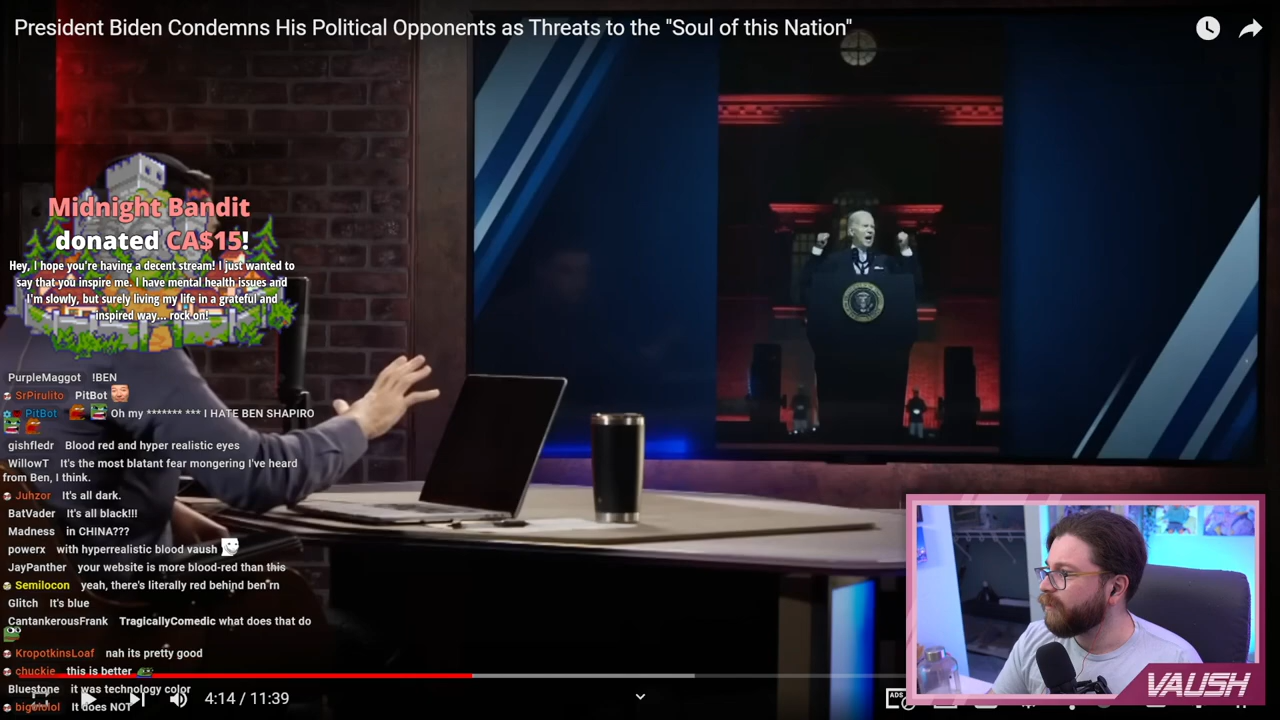 President Biden Condemns His Political Opponents as Threats to the "Soul of this Nation"
Midnight Bandit
donated CA$15!
Hey, I hope you're having a decent stream! I just wanted to
say that you inspire me. I have mental health issues and
I'm slowly, but surely living my life in a grateful and
inspired way... rock on!
PurpleMaggot !BEN
SrPirulito PitBot
PitBot Oh my ******* *** I HATE BEN SHAPIRO
gishfledr Blood red and hyper realistic eyes
WillowT It's the most blatant fear mongering I've heard
from Ben, I think.
Juhzor It's all dark.
BatVader It's all black!!!
Madness in CHINA???
powerx with hyperrealistic blood vaush
JayPanther your website is more blood-red than this
Semilocon yeah, there's literally red behind ben rn
Glitch It's blue
CantankerousFrank TragicallyComedic what does that do
KropotkinsLoaf nah its pretty good
chuckie this is better
Bluestone it was technology color
It does NOT
4:14 / 11:39
ADS
VAUSH